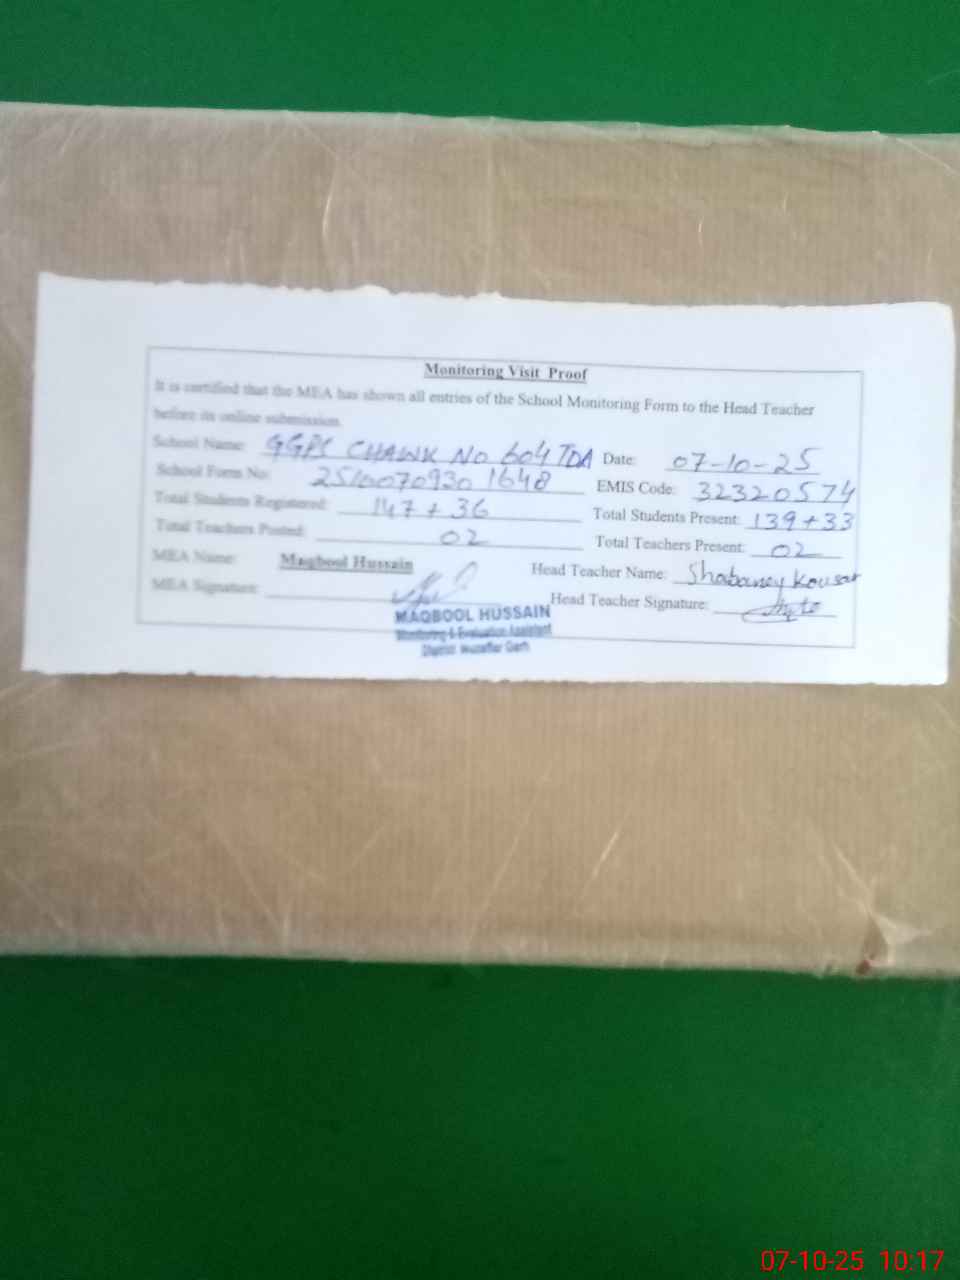 Monitoring Visit Proof
It is certified that the MEA has shown all entries of the School Monitoring Form to the Head Teacher
before its online submission.
School Name: GGPS CHAWK No 604 TDA Date: 07-10-25
School Form No: 2510070930 1648 EMIS Code: 32320574
Total Students Registered: 147 + 36 Total Students Present: 139+33
Total Teachers Posted: 02 Total Teachers Present: 02
MEA Name: Maqbool Hussain Head Teacher Name: Shabaney Kousar
MEA Signature: Head Teacher Signature:
MAQBOOL HUSSAIN
Monitoring & Evaluation Assistant
District Muzaffar Garh
07-10-25 10:17